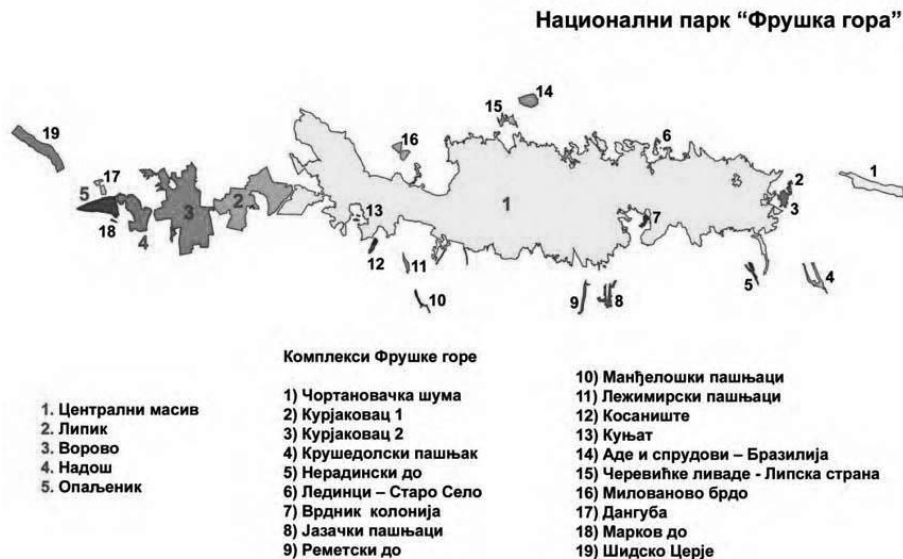 Национални парк “Фрушка гора”
14
15
19
16
6
17
1
5
2
2
1
3
3
13
7
18
4
12
11
5
4
10
9
8
Комплекси Фрушке горе
1. Централни масив
2. Липик
3. Ворово
4. Надош
5. Опаљеник
1) Чортановачка шума
2) Курјаковац 1
3) Курјаковац 2
4) Крушедолски пашњак
5) Нерадински до
6) Лединци – Старо Село
7) Врдник колонија
8) Јазачки пашњаци
9) Реметски до
10) Манђелошки пашњаци
11) Лежимирски пашњаци
12) Косаниште
13) Куњат
14) Аде и спрудови – Бразилија
15) Черевићке ливаде - Липска страна
16) Милованово брдо
17) Дангуба
18) Марков до
19) Шидско Церје